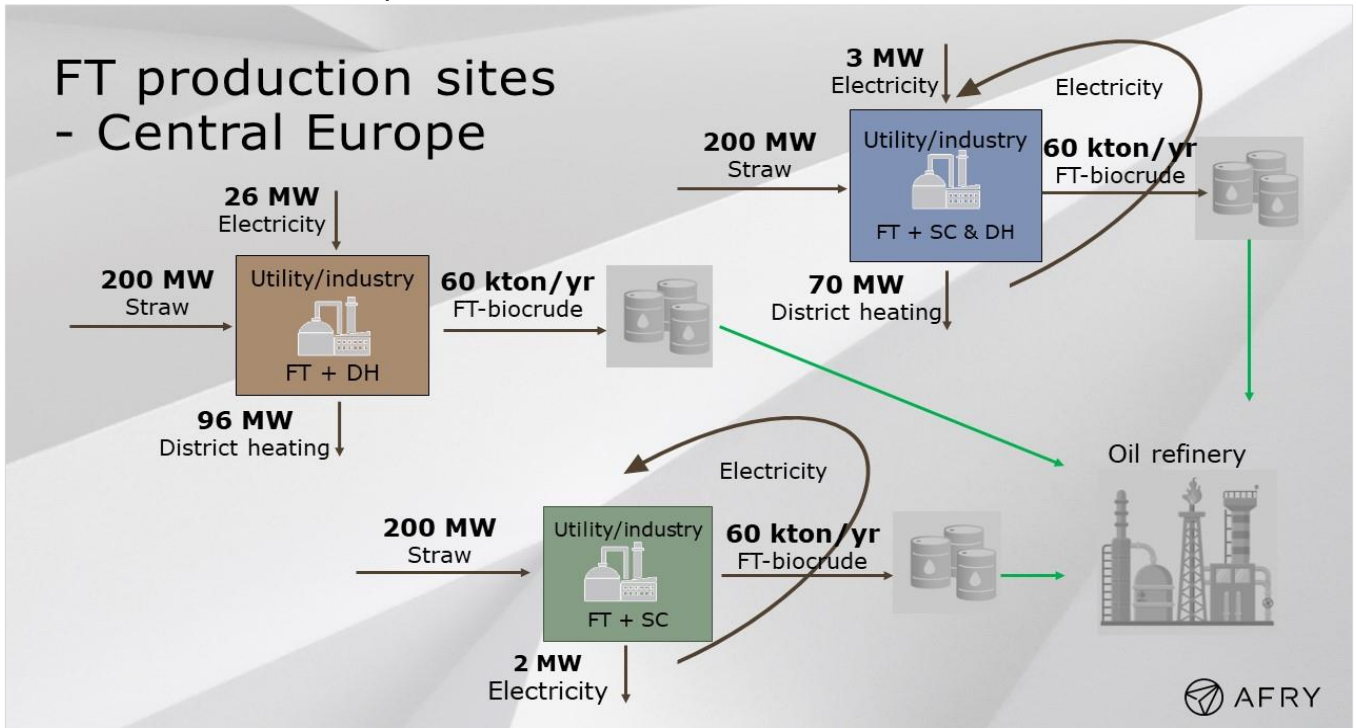 FT production sites
- Central Europe
26 MW
Electricity
200 MW
Straw
Utility/industry
FT + DH
60 kton/yr
FT-biocrude
96 MW
District heating
3 MW
Electricity
Electricity
200 MW
Straw
Utility/industry
FT + SC & DH
60 kton/yr
FT-biocrude
70 MW
District heating
Electricity
200 MW
Straw
Utility/industry
FT + SC
60 kton/yr
FT-biocrude
2 MW
Electricity
Oil refinery
AFRY